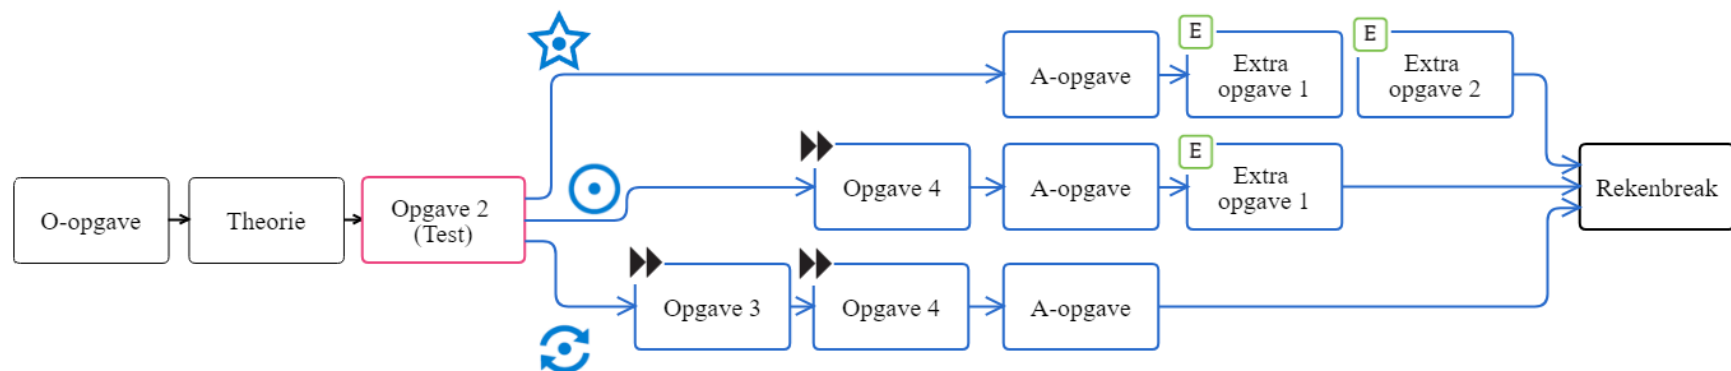 E
E
A-opgave
Extra
opgave 1
Extra
opgave 2
E
O-opgave
Theorie
Opgave 2
(Test)
Opgave 4
A-opgave
Extra
opgave 1
Rekenbreak
Opgave 3
Opgave 4
A-opgave